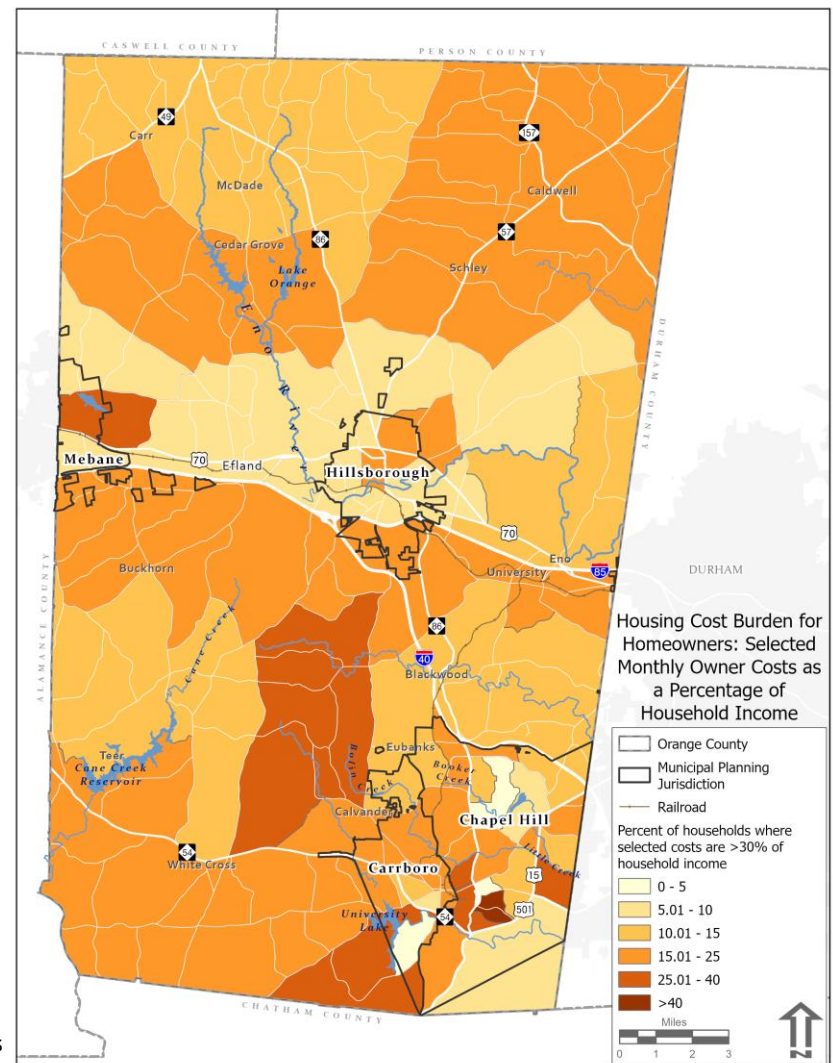 CASWELL COUNTY
PERSON COUNTY
49
Carr
157
McDade
Caldwell
Cedar Grove
86
57
Lake
Orange
Schley
Eno River
DURHAM COUNTY
Mebane
70
Efland
Hillsborough
70
Eno
Buckhorn
University
85
DURHAM
ALAMANCE COUNTY
Cane Creek
86
40
Blackwood
Housing Cost Burden for
Homeowners: Selected
Monthly Owner Costs as
a Percentage of
Household Income
Teer
Cane Creek
Reservoir
Eubanks
Bolin Creek
Booker
Creek
Calvander
Chapel Hill
54
White Cross
Carrboro
Little Creek
15
University
Lake
54
501
CHATHAM COUNTY
Orange County
Municipal Planning
Jurisdiction
Railroad
Percent of households where
selected costs are >30% of
household income
0 - 5
5.01 - 10
10.01 - 15
15.01 - 25
25.01 - 40
>40
Miles
0 1 2 3
N
s